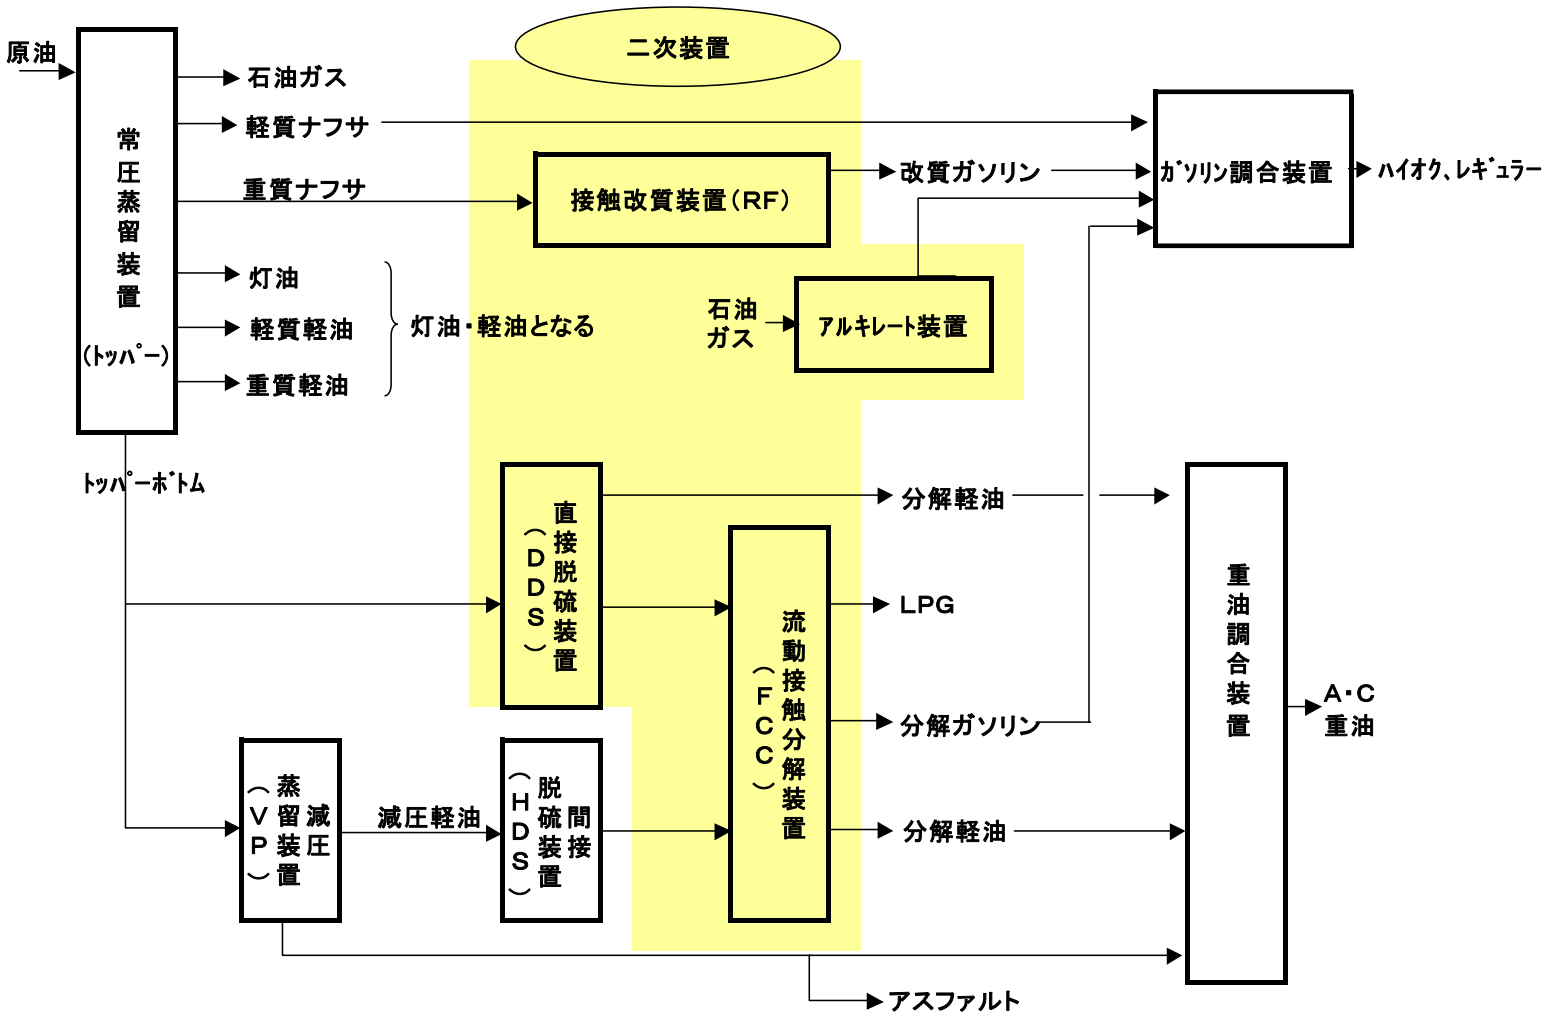 二次装置
原油
常圧蒸留装置
(ﾄｯﾊﾟｰ)
石油ガス
軽質ナフサ
重質ナフサ
灯油
軽質軽油
重質軽油
灯油・軽油となる
接触改質装置(RF)
改質ガソリン
ｶﾞｿﾘﾝ調合装置
ハイオク、ﾚｷﾞｭラー
石油
ガス
ｱﾙｷﾚｰﾄ装置
ﾄｯﾊﾟｰﾎﾞﾄﾑ
直接脱硫装置
(DDS)
分解軽油
LPG
流動接触分解装置
(FCC)
分解ガソリン
分解軽油
重油調合装置
A・C
重油
減圧
蒸留装置
(VP)
減圧軽油
間接
脱硫装置
(HDS)
アスファルト